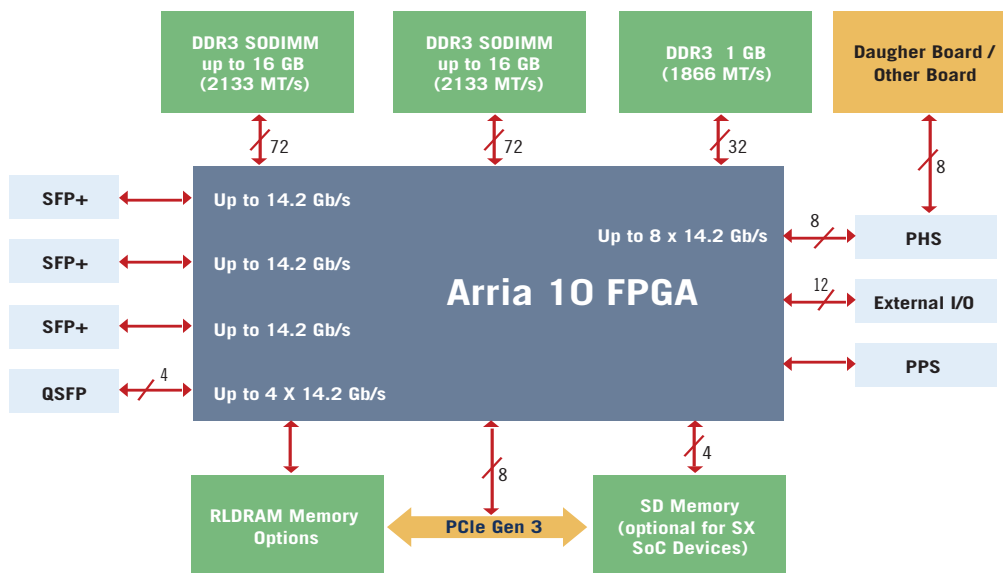 DDR3 SODIMM
up to 16 GB
(2133 MT/s)
DDR3 SODIMM
up to 16 GB
(2133 MT/s)
DDR3 1 GB
(1866 MT/s)
Daugher Board /
Other Board
72
72
32
8
SFP+
Up to 14.2 Gb/s
SFP+
Up to 14.2 Gb/s
SFP+
Up to 14.2 Gb/s
QSFP
4
Up to 4 X 14.2 Gb/s
Arria 10 FPGA
Up to 8 x 14.2 Gb/s
8
PHS
12
External I/O
PPS
8
4
RLDRAM Memory
Options
PCIe Gen 3
SD Memory
(optional for SX
SoC Devices)